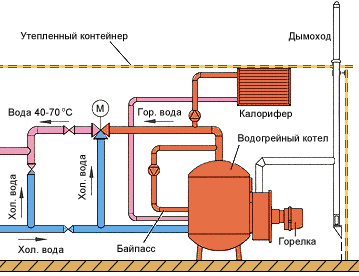 Утепленный контейнер
Дымоход
Вода 40-70 °С
М
Гор. вода
Калорифер
Водогрейный котел
Хол. вода
Хол. вода
Хол. вода
Байпасс
Горелка